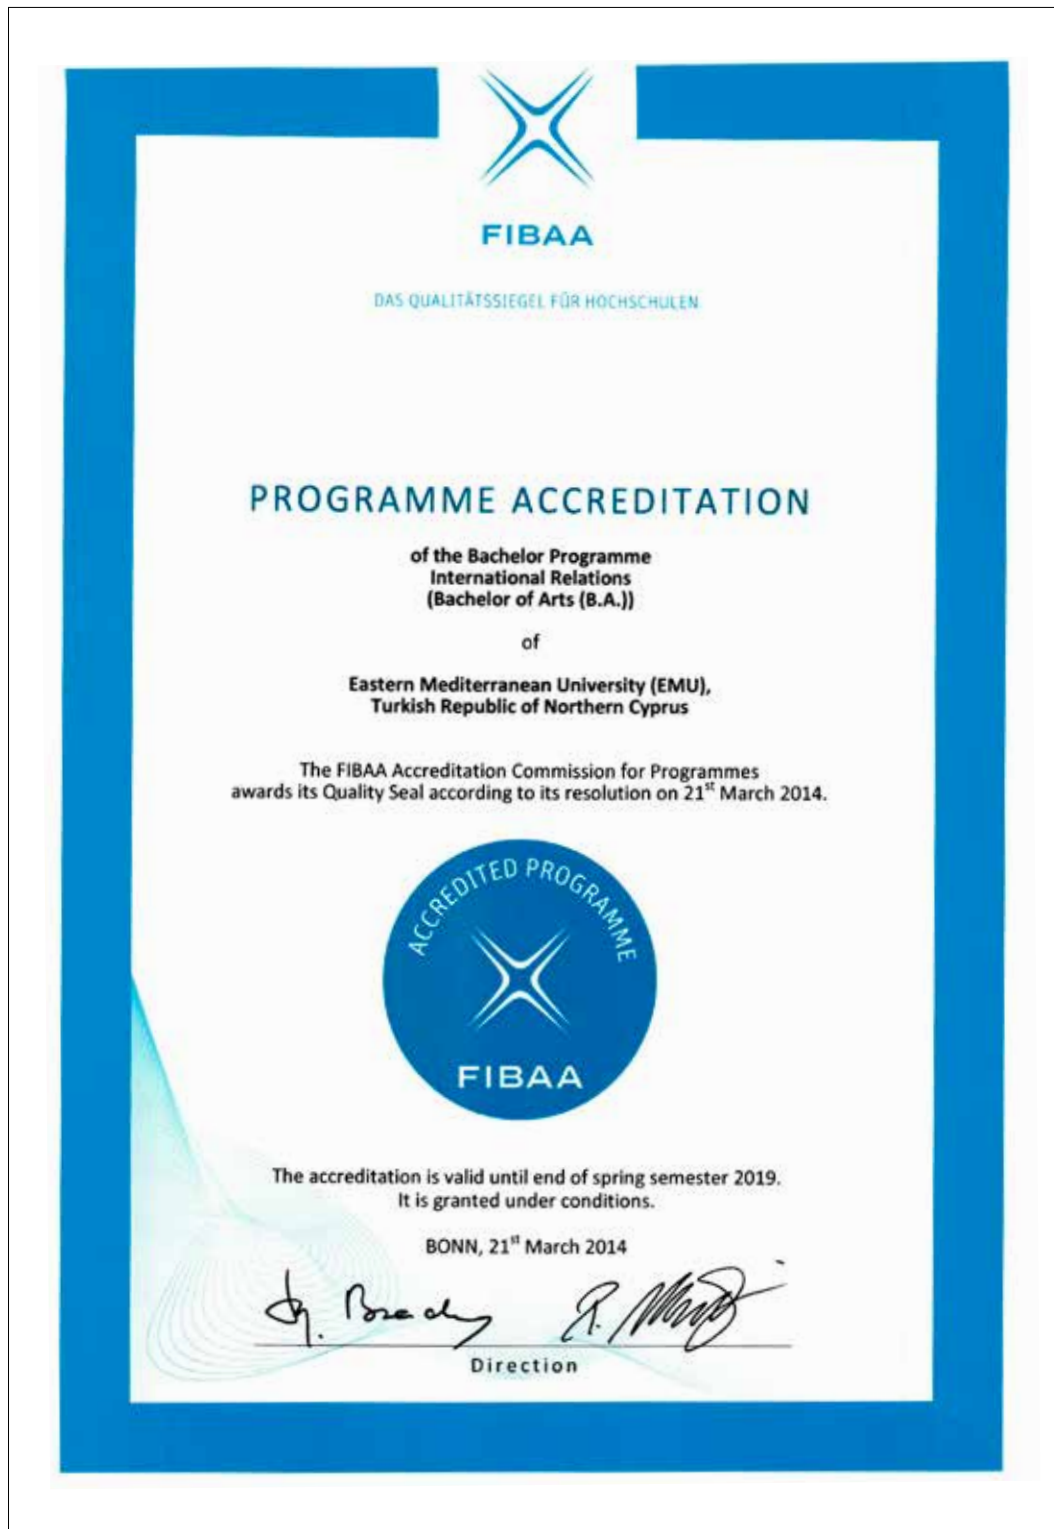 FIBAA
DAS QUALITÄTSSIEGEL FÜR HOCHSCHULEN
PROGRAMME ACCREDITATION
of the Bachelor Programme
International Relations
(Bachelor of Arts (B.A.))
of
Eastern Mediterranean University (EMU),
Turkish Republic of Northern Cyprus
The FIBAA Accreditation Commission for Programmes
awards its Quality Seal according to its resolution on 21st March 2014.
ACCREDITED PROGRAMME
FIBAA
The accreditation is valid until end of spring semester 2019.
It is granted under conditions.
BONN, 21st March 2014
Direction